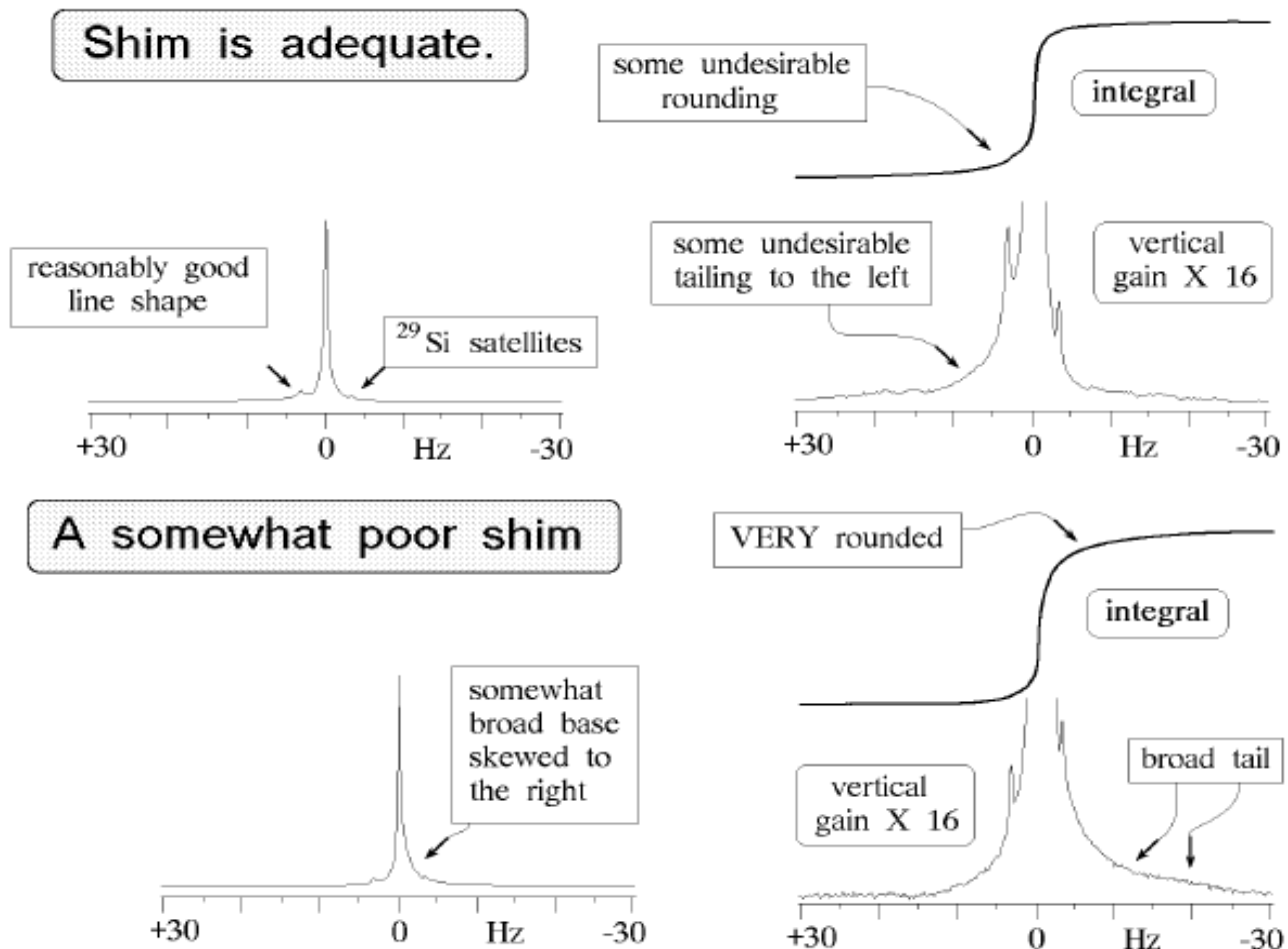 Shim is adequate.
some undesirable
rounding
integral
reasonably good
line shape
²⁹Si satellites
some undesirable
tailing to the left
vertical
gain X 16
+30 0 Hz -30
+30 0 Hz -30
A somewhat poor shim
VERY rounded
integral
somewhat
broad base
skewed to
the right
vertical
gain X 16
broad tail
+30 0 Hz -30
+30 0 Hz -30